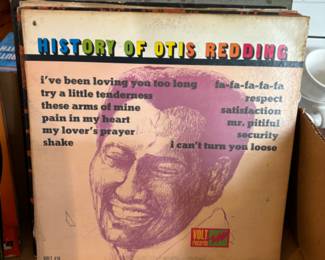 HISTORY OF OTIS REDDING
i've been loving you too long
try a little tenderness
these arms of mine
pain in my heart
my lover's prayer
shake
fa-fa-fa-fa-fa
respect
satisfaction
mr. pitiful
security
i can't turn you loose
VOLT
records